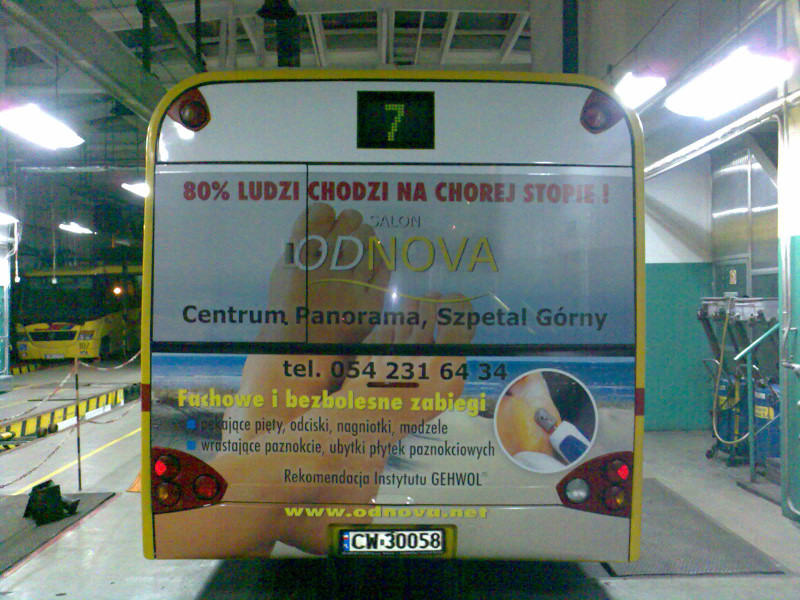 7
80% LUDZI CHODZI NA CHOREJ STOPIE !
SALON
ODNOVA
Centrum Panorama, Szpetal Górny
tel. 054 231 64 34
Fachowe i bezbolesne zabiegi
pękające pięty, odciski, nagniotki, modzele
wrastające paznokcie, ubytki płytek paznokciowych
Rekomendacja Instytutu GEHWOL
www.odnova.net
CW 30058